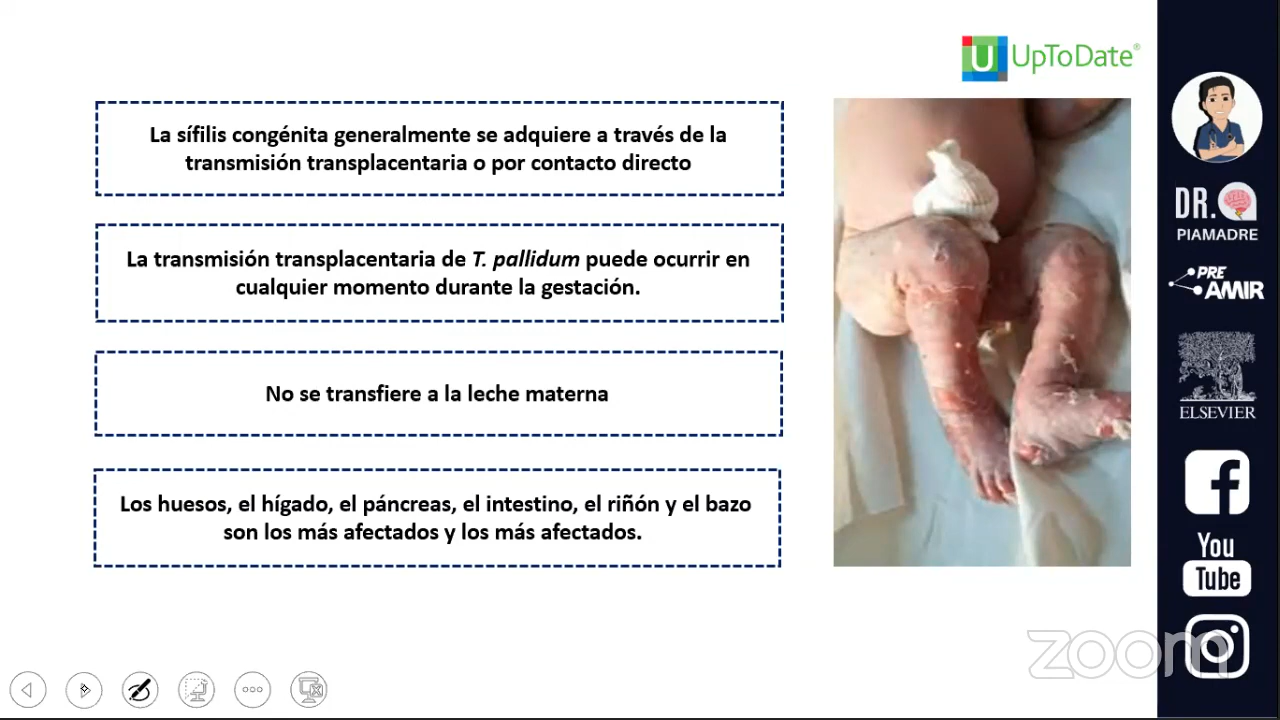 UpToDate®
La sífilis congénita generalmente se adquiere a través de la
transmisión transplacentaria o por contacto directo
La transmisión transplacentaria de T. pallidum puede ocurrir en
cualquier momento durante la gestación.
No se transfiere a la leche materna
Los huesos, el hígado, el páncreas, el intestino, el riñón y el bazo
son los más afectados y los más afectados.
DR.
PIAMADRE
PRE
AMIR
ELSEVIER
You
Tube
zoom